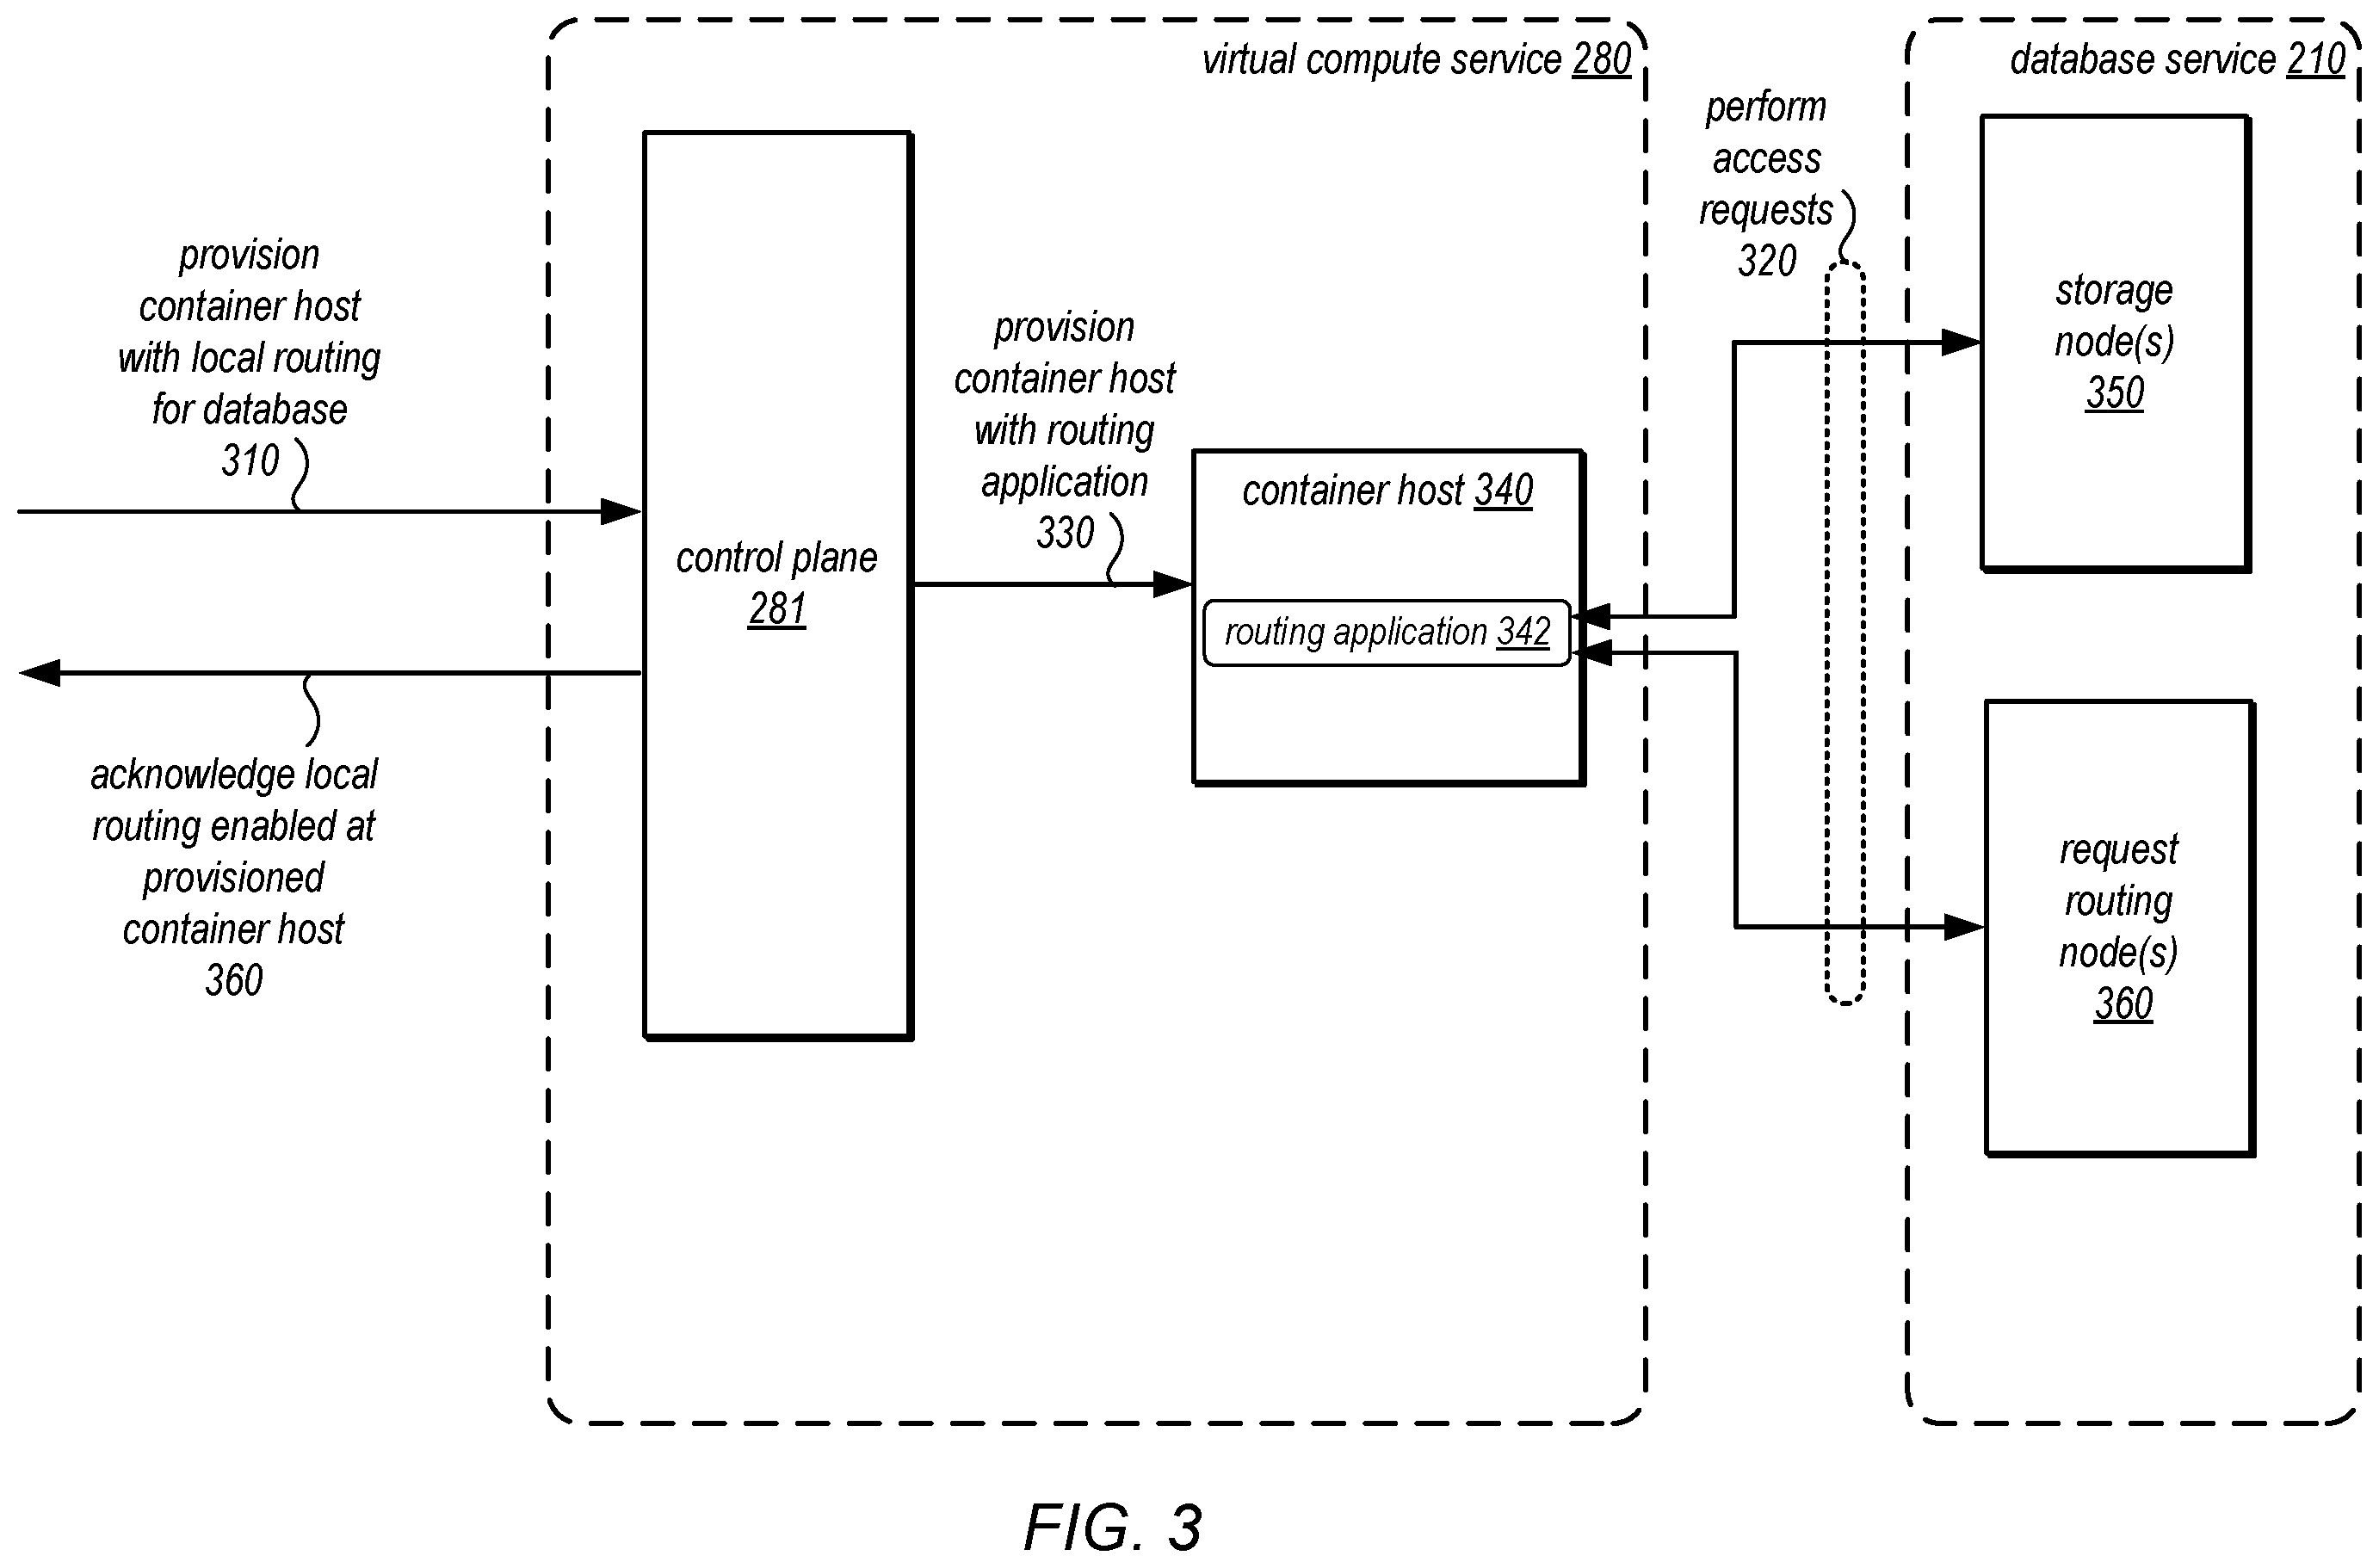 virtual compute service 280
database service 210
perform
access
requests
320
provision
container host
with local routing
for database
310
provision
container host
with routing
application
330
storage
node(s)
350
container host 340
control plane
281
routing application 342
acknowledge local
routing enabled at
provisioned
container host
360
request
routing
node(s)
360
FIG. 3